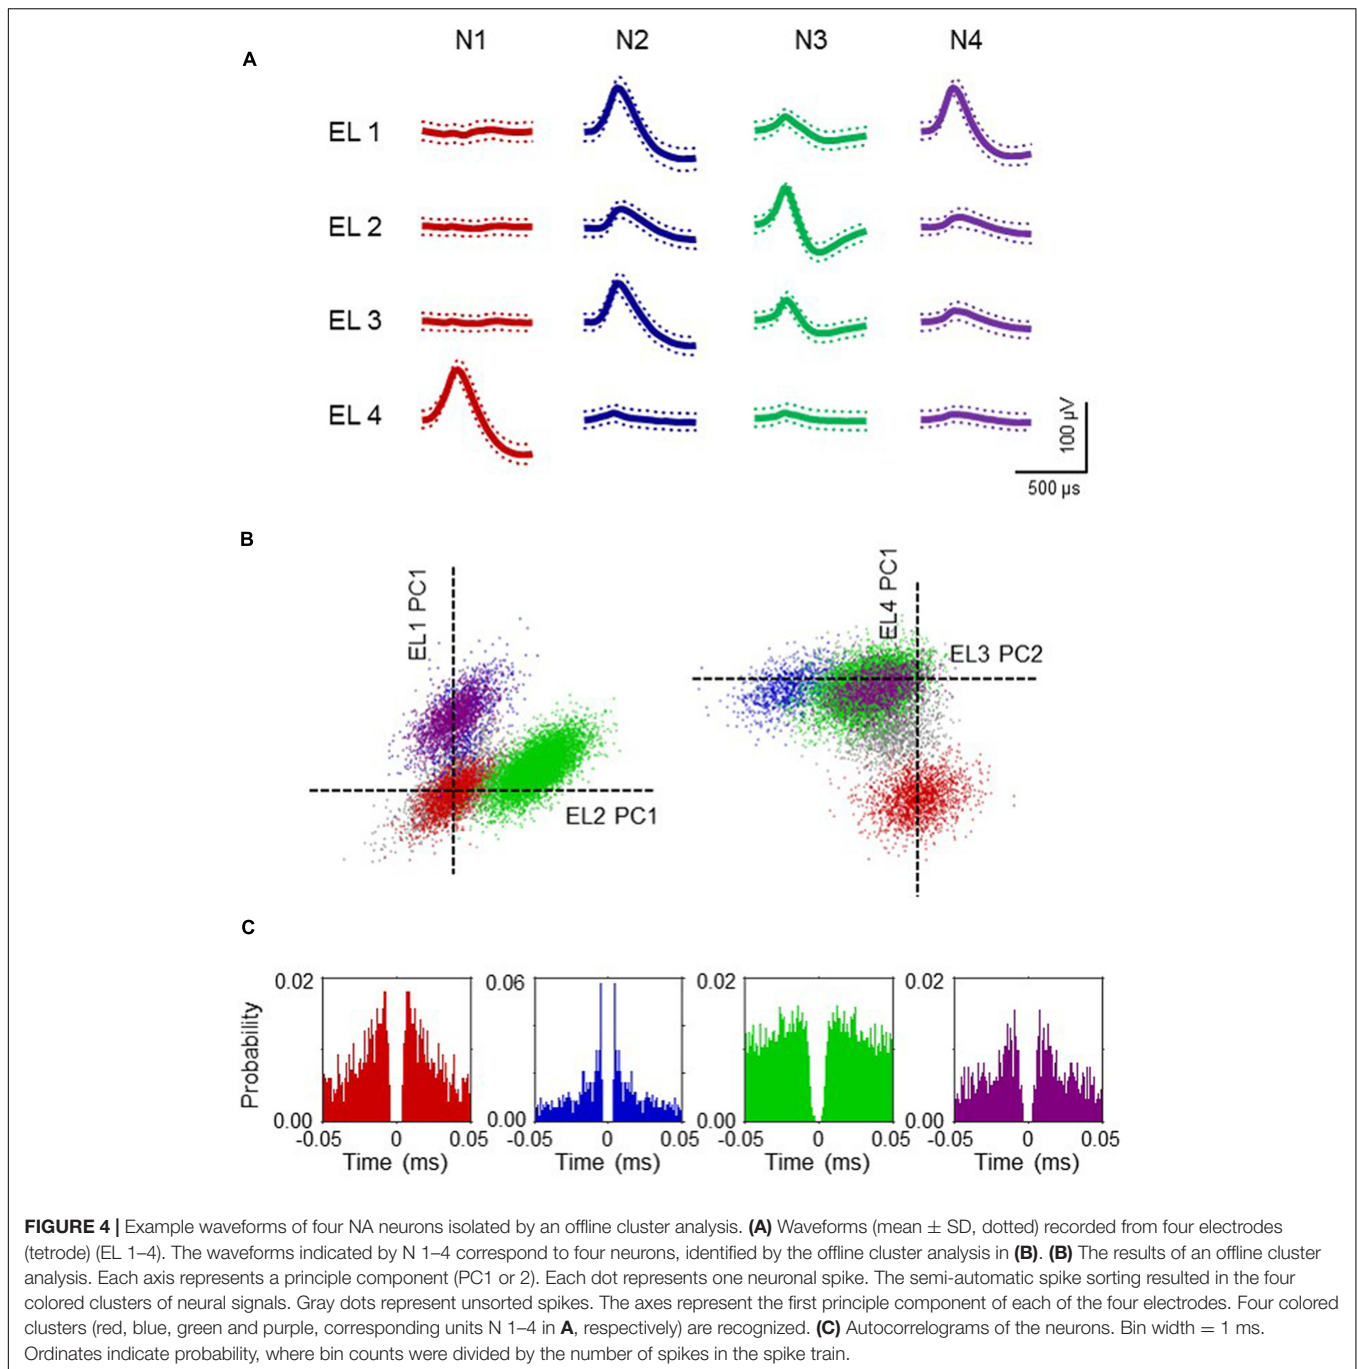 A
N1 N2 N3 N4
EL 1
EL 2
EL 3
EL 4
100 µV
500 µs
B
EL1 PC1
EL2 PC1
EL4 PC1
EL3 PC2
C
Probability
0.02 0.06 0.02 0.02
0.00 0.00 0.00 0.00
-0.05 0 0.05 -0.05 0 0.05 -0.05 0 0.05 -0.05 0 0.05
Time (ms) Time (ms) Time (ms) Time (ms)
FIGURE 4 | Example waveforms of four NA neurons isolated by an offline cluster analysis. (A) Waveforms (mean ± SD, dotted) recorded from four electrodes
(tetrode) (EL 1–4). The waveforms indicated by N 1–4 correspond to four neurons, identified by the offline cluster analysis in (B). (B) The results of an offline cluster
analysis. Each axis represents a principle component (PC1 or 2). Each dot represents one neuronal spike. The semi-automatic spike sorting resulted in the four
colored clusters of neural signals. Gray dots represent unsorted spikes. The axes represent the first principle component of each of the four electrodes. Four colored
clusters (red, blue, green and purple, corresponding units N 1–4 in A, respectively) are recognized. (C) Autocorrelograms of the neurons. Bin width = 1 ms.
Ordinates indicate probability, where bin counts were divided by the number of spikes in the spike train.